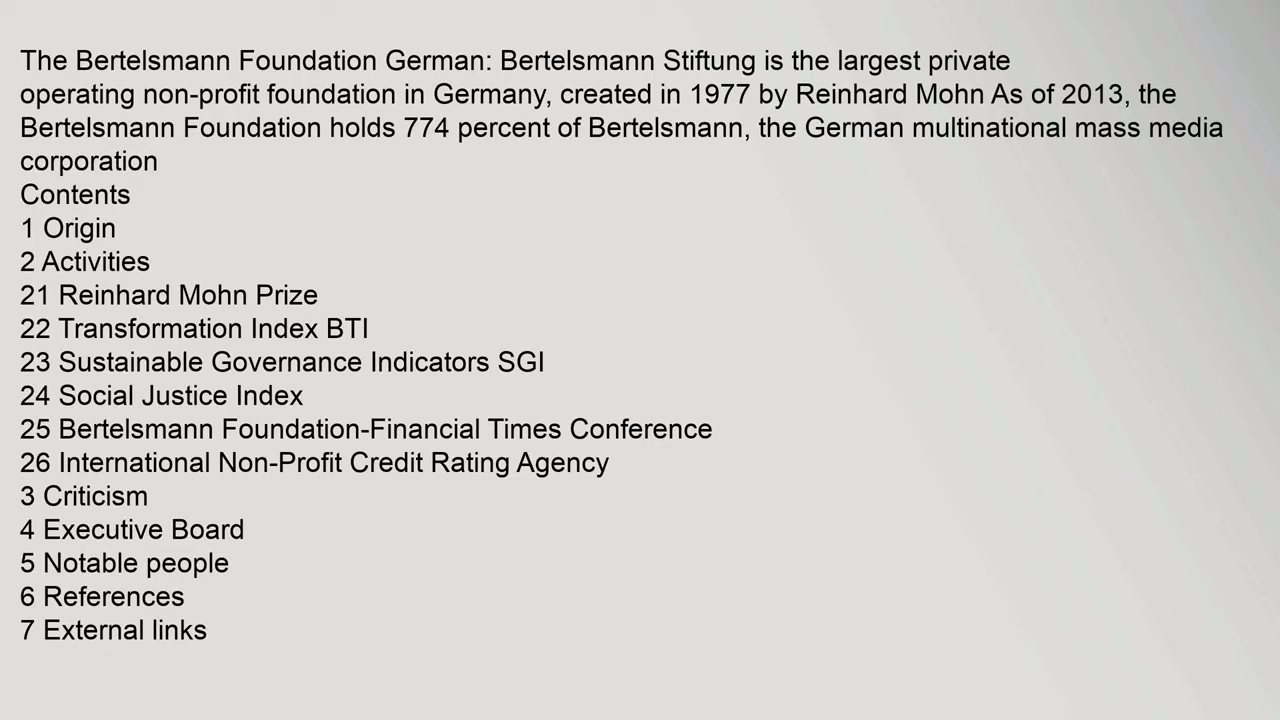 The Bertelsmann Foundation German: Bertelsmann Stiftung is the largest private
operating non-profit foundation in Germany, created in 1977 by Reinhard Mohn As of 2013, the
Bertelsmann Foundation holds 774 percent of Bertelsmann, the German multinational mass media
corporation
Contents
1 Origin
2 Activities
21 Reinhard Mohn Prize
22 Transformation Index BTI
23 Sustainable Governance Indicators SGI
24 Social Justice Index
25 Bertelsmann Foundation-Financial Times Conference
26 International Non-Profit Credit Rating Agency
3 Criticism
4 Executive Board
5 Notable people
6 References
7 External links